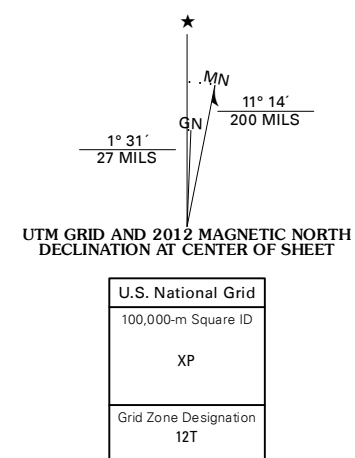 MN
11° 14´
200 MILS
GN
1° 31´
27 MILS
UTM GRID AND 2012 MAGNETIC NORTH
DECLINATION AT CENTER OF SHEET
U.S. National Grid
100,000-m Square ID
XP
Grid Zone Designation
12T